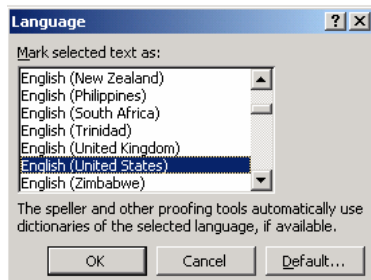 Language
Mark selected text as:
English (New Zealand)
English (Philippines)
English (South Africa)
English (Trinidad)
English (United Kingdom)
English (United States)
English (Zimbabwe)
The speller and other proofing tools automatically use
dictionaries of the selected language, if available.
OK Cancel Default...